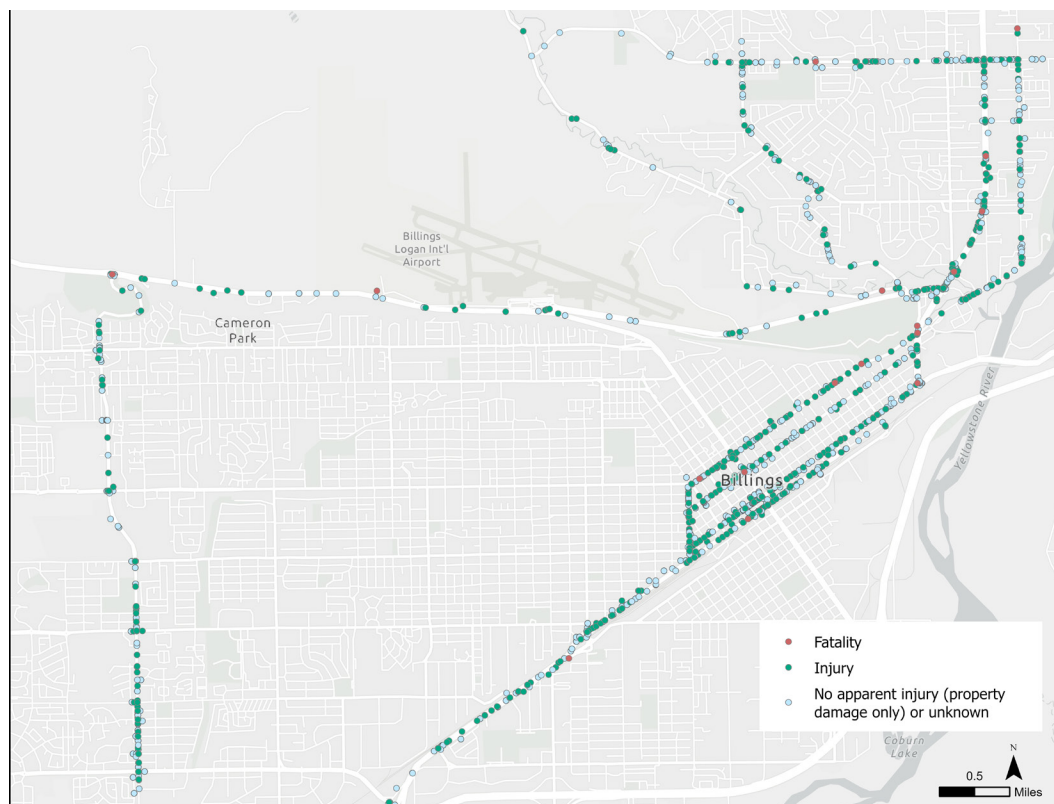 Billings
Logan Int'l
Airport
Cameron
Park
Yellowstone River
Billings
Fatality
Injury
No apparent injury (property
damage only) or unknown
Coburn
Lake
N
0.5
Miles